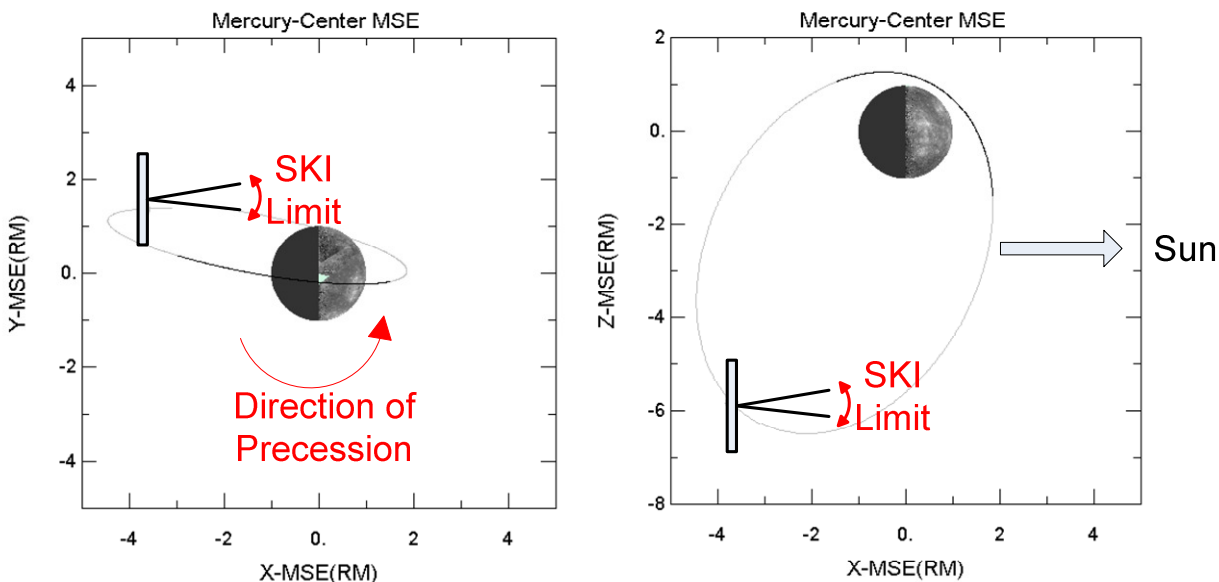 Mercury-Center MSE
4
2
0.
-2
-4
Y-MSE(RM)
SKI
Limit
Direction of
Precession
-4
-2
0.
2
4
X-MSE(RM)
Mercury-Center MSE
2
0.
-2
-4
-6
-8
Z-MSE(RM)
Sun
SKI
Limit
-4
-2
0.
2
4
X-MSE(RM)